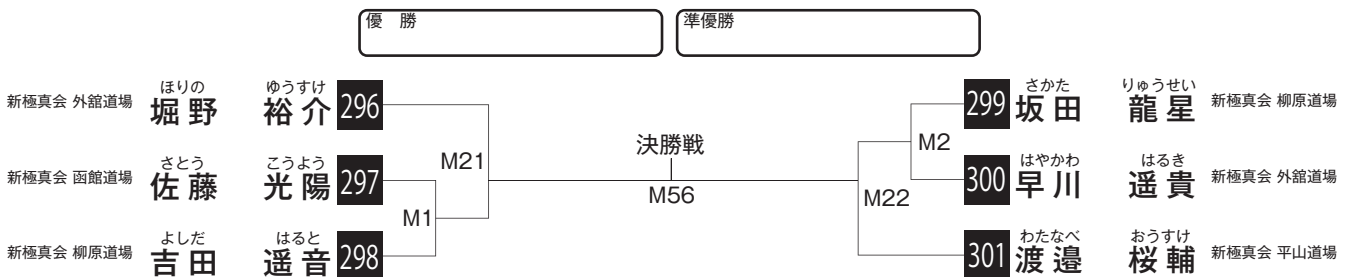 優 勝
準優勝
新極真会 外舘道場 堀野 裕介 296
ほりの ゆうすけ
新極真会 函館道場 佐藤 光陽 297
さとう こうよう
新極真会 柳原道場 吉田 遥音 298
よしだ はると
M21
M1
決勝戦
M56
M2
M22
さかた りゅうせい
299 坂田 龍星 新極真会 柳原道場
はやかわ はるき
300 早川 遥貴 新極真会 外舘道場
わたなべ おうすけ
301 渡邉 桜輔 新極真会 平山道場